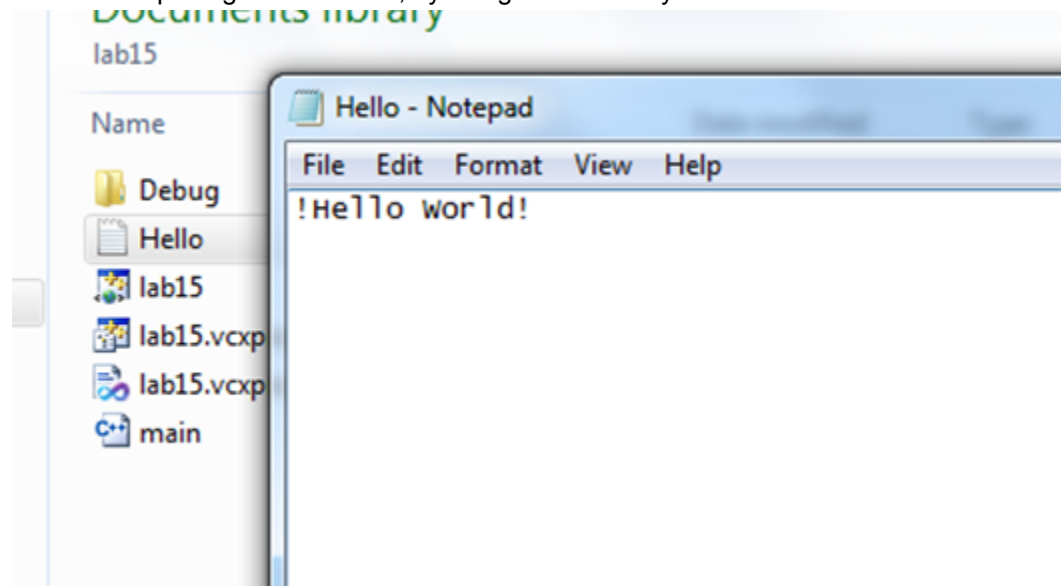 Documents library
lab15
Name
Debug
Hello
lab15
lab15.vcxp
lab15.vcxp
main
Hello - Notepad
File Edit Format View Help
!Hello World!